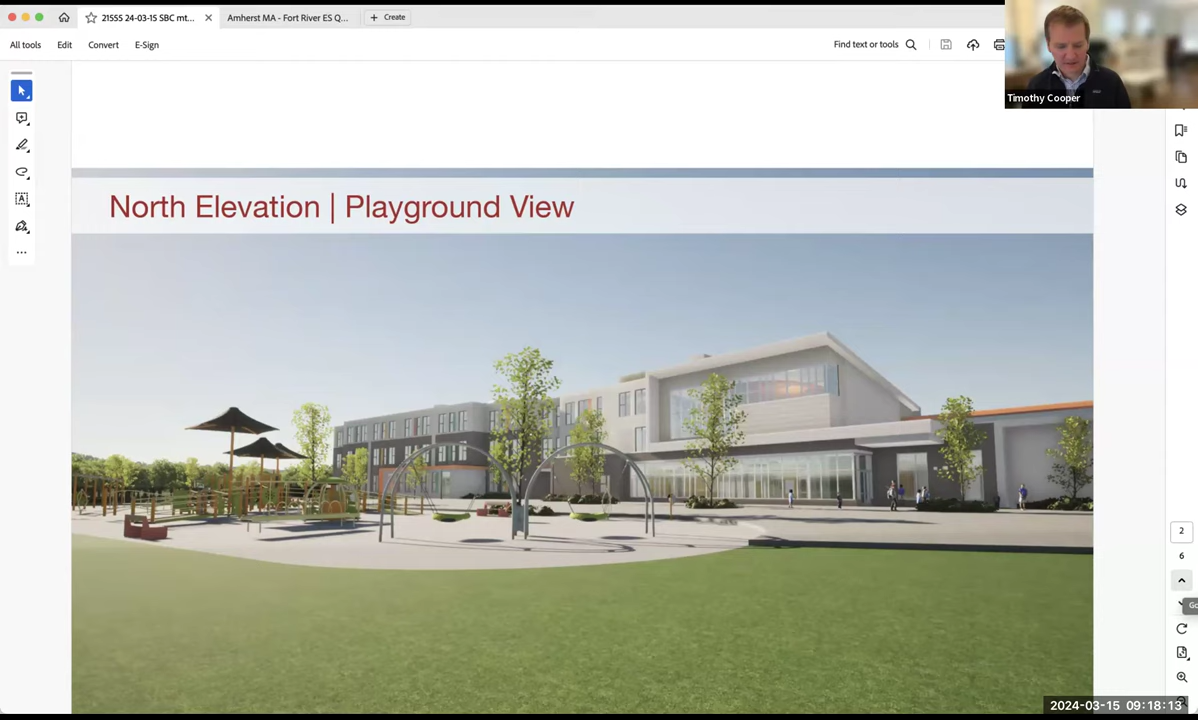 21555 24-03-15 SBC mt...
Amherst MA - Fort River ES Q...
Create
All tools
Edit
Convert
E-Sign
Find text or tools
Timothy Cooper
North Elevation | Playground View
2
6
Go
2024-03-15 09:18:13